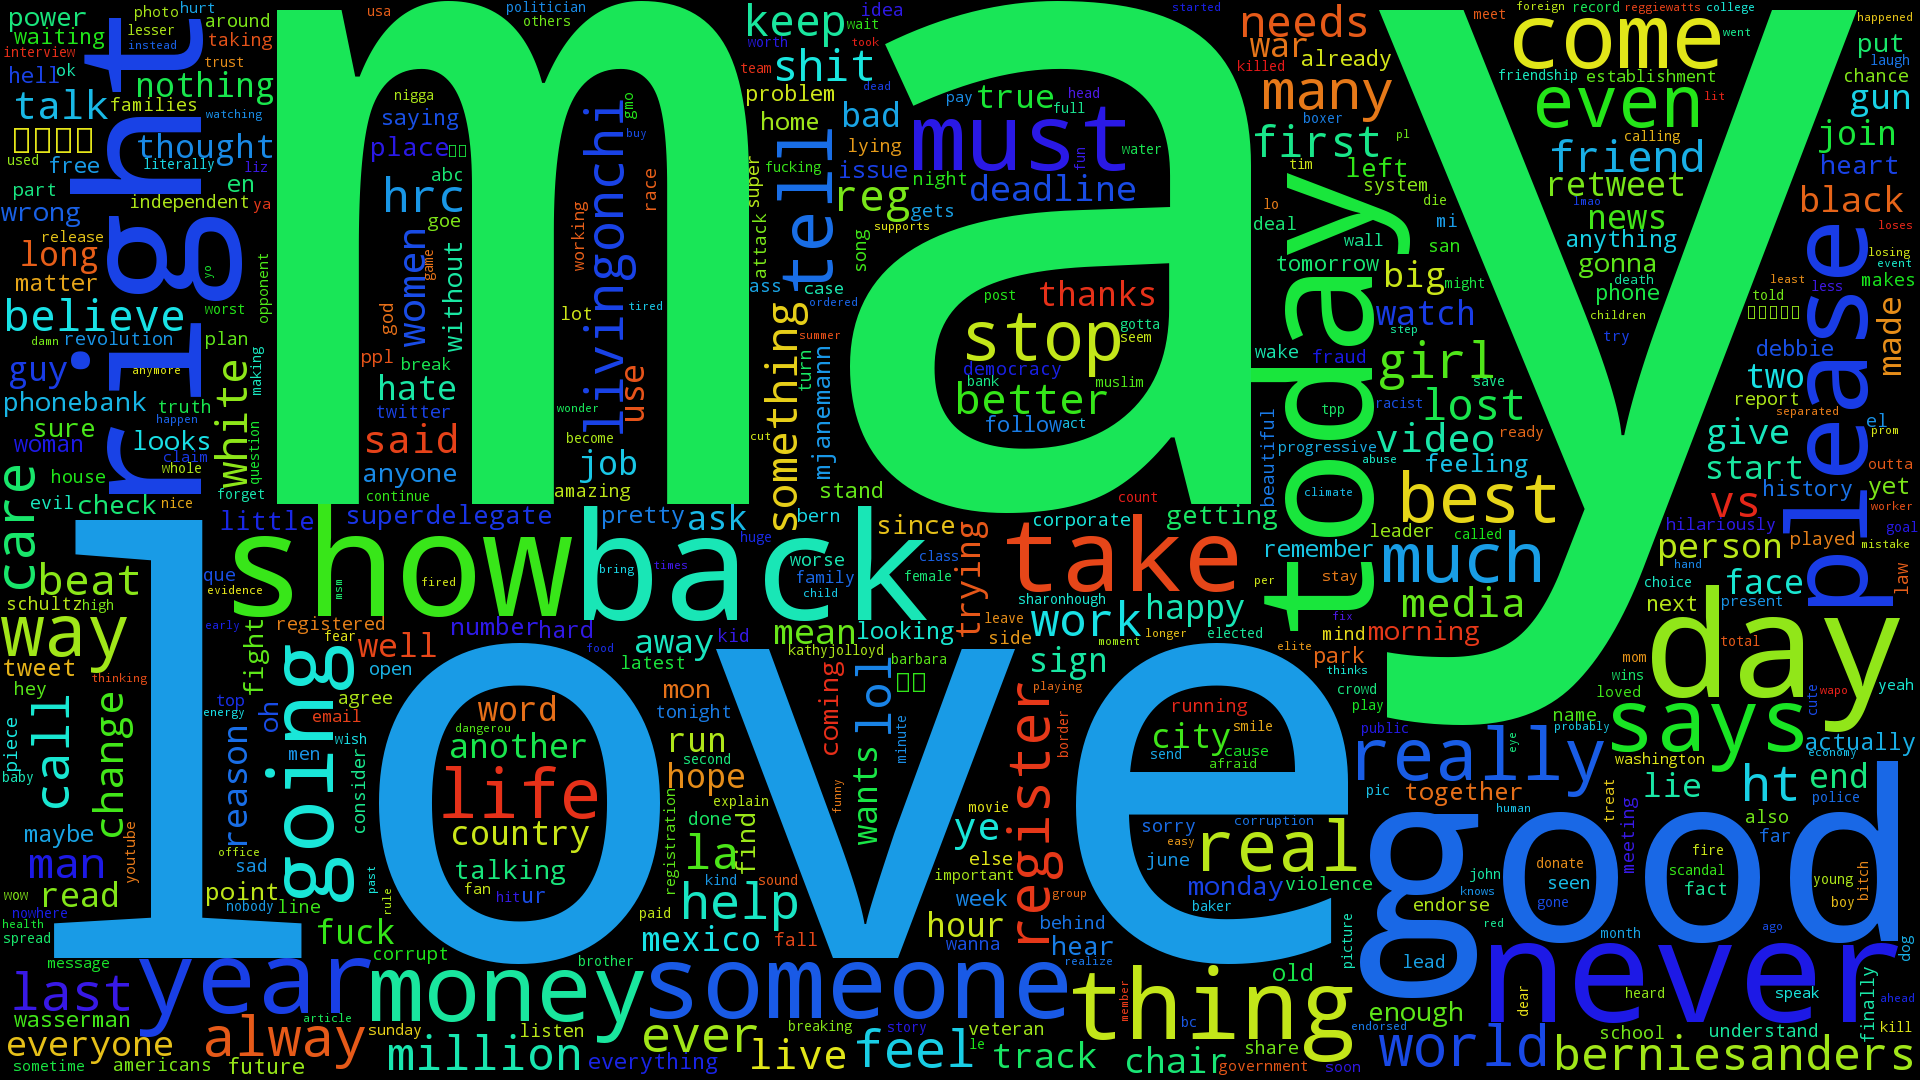 may
love
good
today
right
please
show
back
take
day
never
someone
money
thing
year
going
must
come
even
best
much
says
really
real
life
stop
way
tell
register
world
berniesanders
alway
never
last
million
ever
live
feel
track
chair
everyone
wasserman
americans
future
sometime
message
spread
health
nowhere
wow
read
man
maybe
call
change
piece
baby
hey
tweet
thinking
schultz
high
beat
care
check
evil
house
woman
sure
phonebank
truth
guy
damn
revolution
believe
matter
long
release
wrong
part
used
free
talk
families
hell
ok
interview
waiting
power
photo
lesser
instead
hurt
around
taking
trust
nothing
watching
thought
literally
liz
en
independent
ya
yo
worst
opponent
plan
making
anymore
happen
looks
claim
whole
nice
forget
question
white
little
superdelegate
que
evidence
early
registered
fear
fight
well
open
agree
top
energy
oh
email
men
wish
reason
consider
office
sad
point
nobody
line
past
rule
fuck
corrupt
article
sunday
listen
brother
everything
breaking
story
veteran
le
bc
member
share
government
soon
old
realize
picture
endorsed
enough
lead
month
heard
dear
school
understand
speak
finally
kill
ahead
dog
ago
red
knows
john
endorse
donate
seen
gone
fire
scandal
fact
young
boy
bitch
meeting
treat
also
far
police
end
economy
actually
ht
lie
together
human
washington
pic
public
probably
name
eye
play
crowd
loved
wins
mom
total
cute
wapo
yeah
next
choice
present
face
hand
law
person
hilariously
played
mistake
goal
worker
history
yet
outta
vs
start
give
report
separated
prom
el
two
debbie
made
told
least
less
makes
event
losing
loses
black
heart
join
gun
chance
laugh
put
happened
went
college
reggiewatts
record
foreign
meet
needs
war
already
killed
many
first
boxer
pl
tim
left
system
die
mi
san
lo
deal
wall
tomorrow
big
might
watch
step
girl
save
racist
lost
tpp
video
ready
progressive
abuse
feeling
climate
leader
called
media
morning
mind
park
elite
thinks
fix
stay
remember
per
getting
corporate
count
beautiful
fraud
wake
friendship
establishment
lit
calling
friend
retweet
lmao
news
anything
gonna
death
phone
children
try
started
usa
politician
others
keep
wait
idea
worth
took
team
shit
dead
problem
home
bad
lying
fucking
issue
super
reg
gets
night
supports
song
attack
ass
case
ordered
something
summer
turn
mjanemann
cut
stand
since
bern
pretty
ask
huge
worse
class
family
female
child
times
bring
fired
msm
number
hard
food
away
kid
latest
mean
looking
kathyjolloyd
trying
leave
side
moment
longer
work
happy
elected
sharonhough
sign
playing
border
barbara
lol
coming
wants
minute
funny
mon
tonight
run
second
hope
explain
done
find
la
registration
kind
sound
help
paid
mexico
fall
hour
wanna
week
important
else
movie
ye
group
behind
hear
june
sorry
easy
corruption
monday
violence
baker
city
running
smile
cause
send
afraid
word
dangerou
another
country
talking
fan
hit
ur
nigga
saying
place
abc
hrc
goe
women
game
without
god
ppl
break
hate
twitter
said
anyone
continue
gmo
buy
race
working
livingonchi
lot
tired
use
wonder
become
job
amazing
pay
true
head
full
fun
water
deadline
post
thanks
gotta
seem
democracy
bank
muslim
better
follow
act
youtube